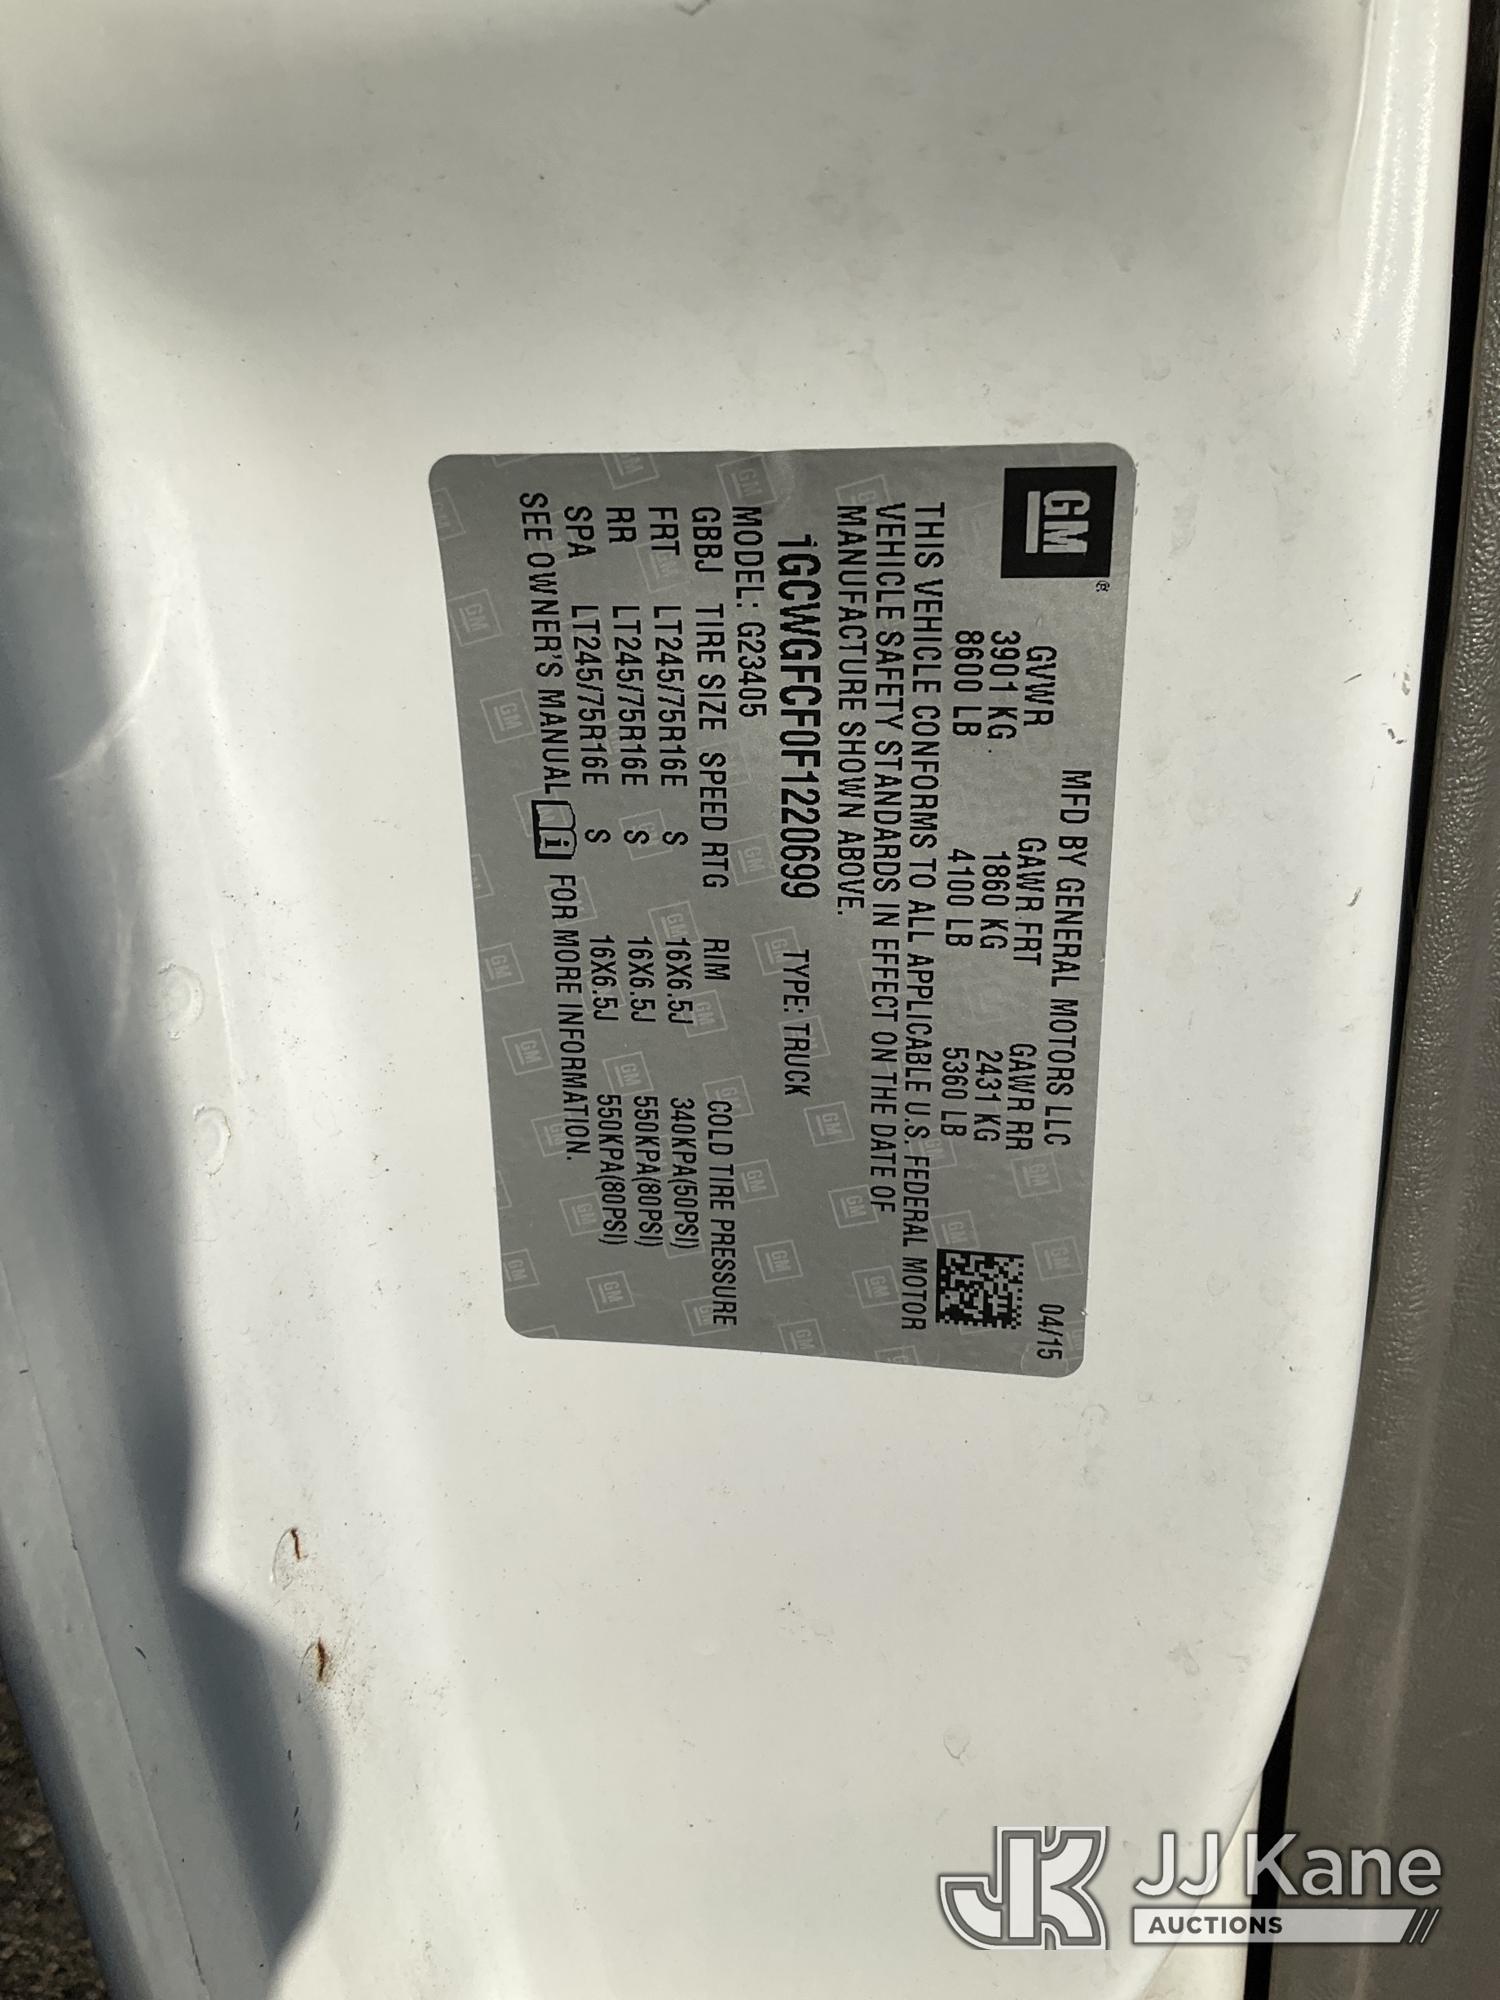 GM®
MFD BY GENERAL MOTORS LLC 04/15
GVWR GAWR FRT GAWR RR
3901 KG 1860 KG 2431 KG
8600 LB 4100 LB 5360 LB
THIS VEHICLE CONFORMS TO ALL APPLICABLE U.S. FEDERAL MOTOR
VEHICLE SAFETY STANDARDS IN EFFECT ON THE DATE OF
MANUFACTURE SHOWN ABOVE.
1GCWGFCF0F1220699 TYPE: TRUCK
MODEL: G23405
GBBJ TIRE SIZE SPEED RTG RIM COLD TIRE PRESSURE
FRT LT245/75R16E S 16X6.5J 340KPA(50PSI)
RR LT245/75R16E S 16X6.5J 550KPA(80PSI)
SPA LT245/75R16E S 16X6.5J 550KPA(80PSI)
SEE OWNER'S MANUAL i FOR MORE INFORMATION.
JK JJ Kane
AUCTIONS